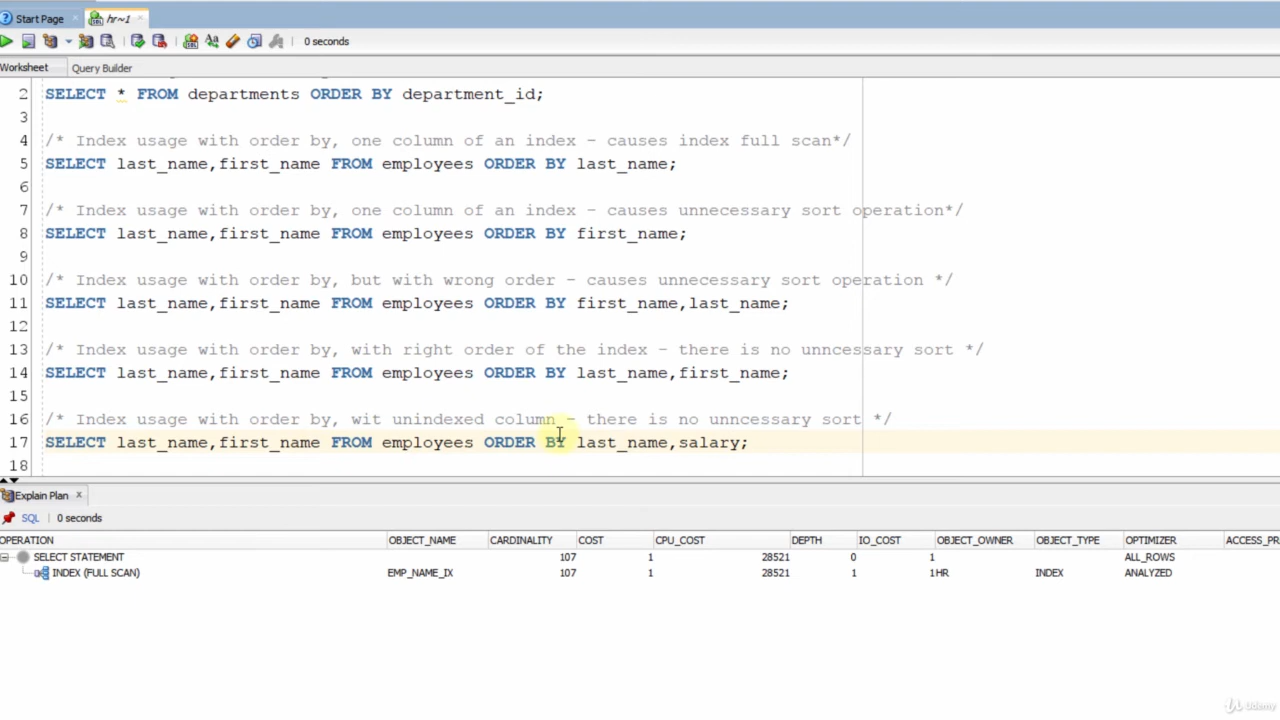 Start Page hr~1
0 seconds
Worksheet Query Builder
2 SELECT * FROM departments ORDER BY department_id;
3
4 /* Index usage with order by, one column of an index - causes index full scan*/
5 SELECT last_name,first_name FROM employees ORDER BY last_name;
6
7 /* Index usage with order by, one column of an index - causes unnecessary sort operation*/
8 SELECT last_name,first_name FROM employees ORDER BY first_name;
9
10 /* Index usage with order by, but with wrong order - causes unnecessary sort operation */
11 SELECT last_name,first_name FROM employees ORDER BY first_name,last_name;
12
13 /* Index usage with order by, with right order of the index - there is no unncessary sort */
14 SELECT last_name,first_name FROM employees ORDER BY last_name,first_name;
15
16 /* Index usage with order by, wit unindexed column - there is no unncessary sort */
17 SELECT last_name,first_name FROM employees ORDER BY last_name,salary;
18
Explain Plan x
SQL 0 seconds
OPERATION OBJECT_NAME CARDINALITY COST CPU_COST DEPTH IO_COST OBJECT_OWNER OBJECT_TYPE OPTIMIZER ACCESS_PR
SELECT STATEMENT 107 1 28521 0 1 ALL_ROWS
INDEX (FULL SCAN) EMP_NAME_IX 107 1 28521 1 1 HR INDEX ANALYZED
Udemy